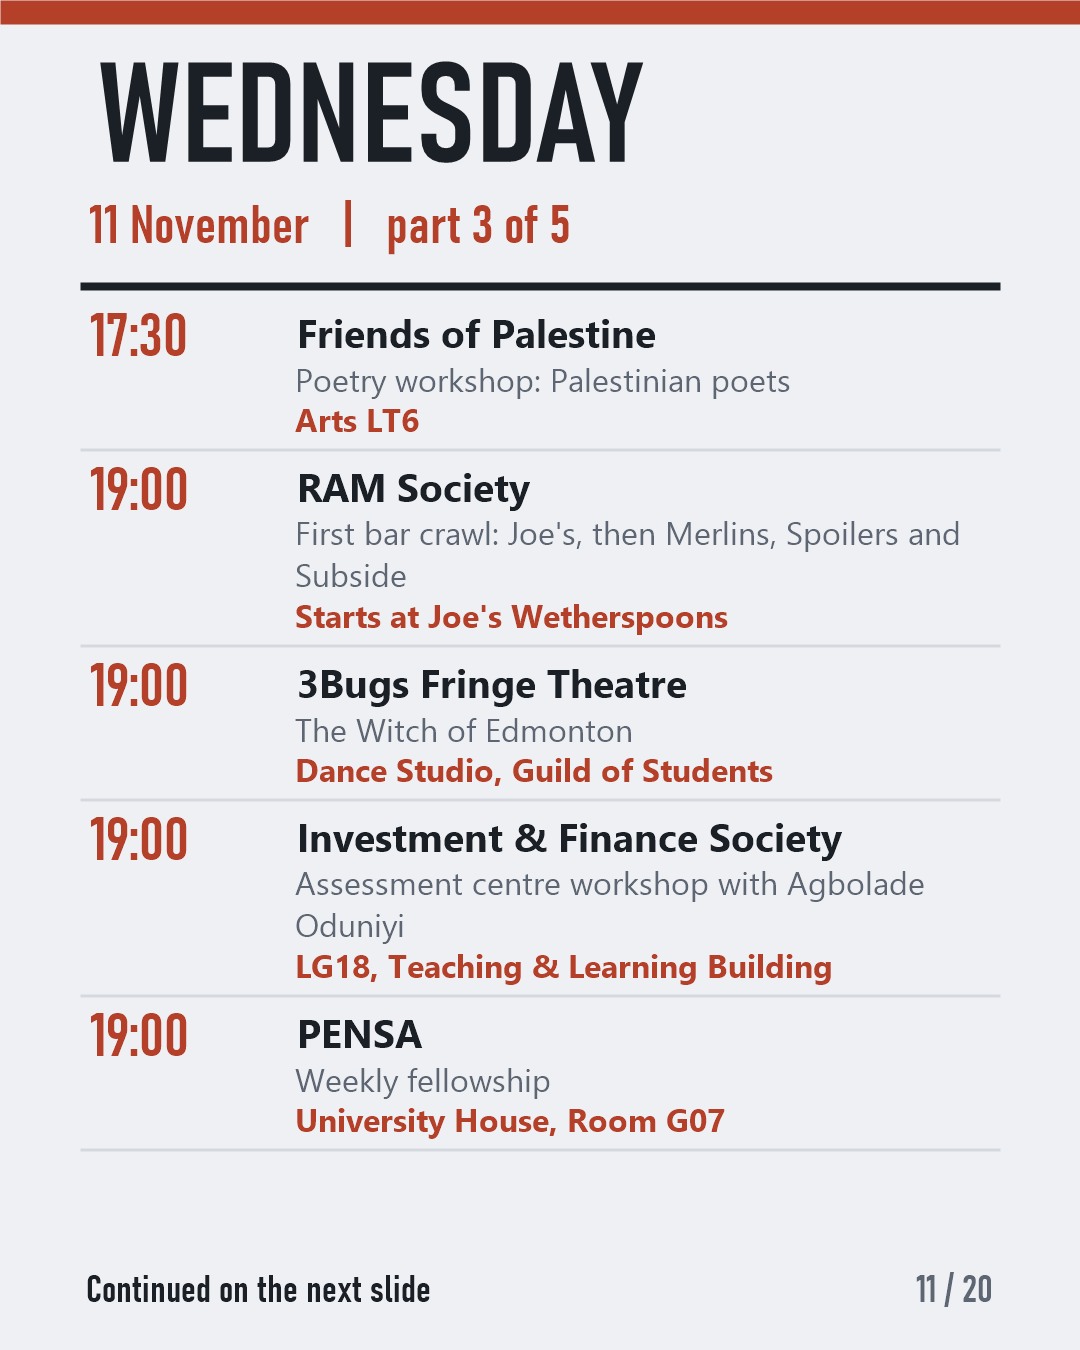 WEDNESDAY
11 November | part 3 of 5
17:30
Friends of Palestine
Poetry workshop: Palestinian poets
Arts LT6
19:00
RAM Society
First bar crawl: Joe's, then Merlins, Spoilers and
Subside
Starts at Joe's Wetherspoons
19:00
3Bugs Fringe Theatre
The Witch of Edmonton
Dance Studio, Guild of Students
19:00
Investment & Finance Society
Assessment centre workshop with Agbolade
Oduniyi
LG18, Teaching & Learning Building
19:00
PENSA
Weekly fellowship
University House, Room G07
Continued on the next slide
11 / 20